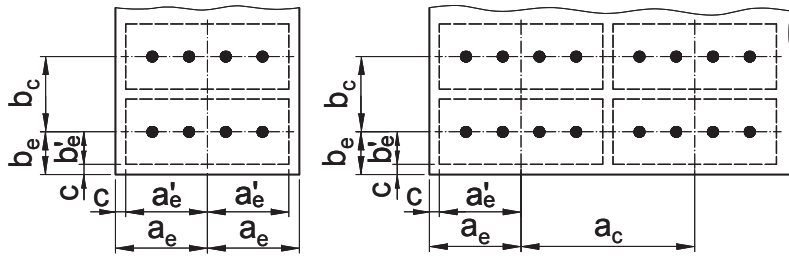 b_c b_c
b_e b'_e b_e b'_e
c c
c a'_e a'_e c a'_e
a_e a_e a_e a_c